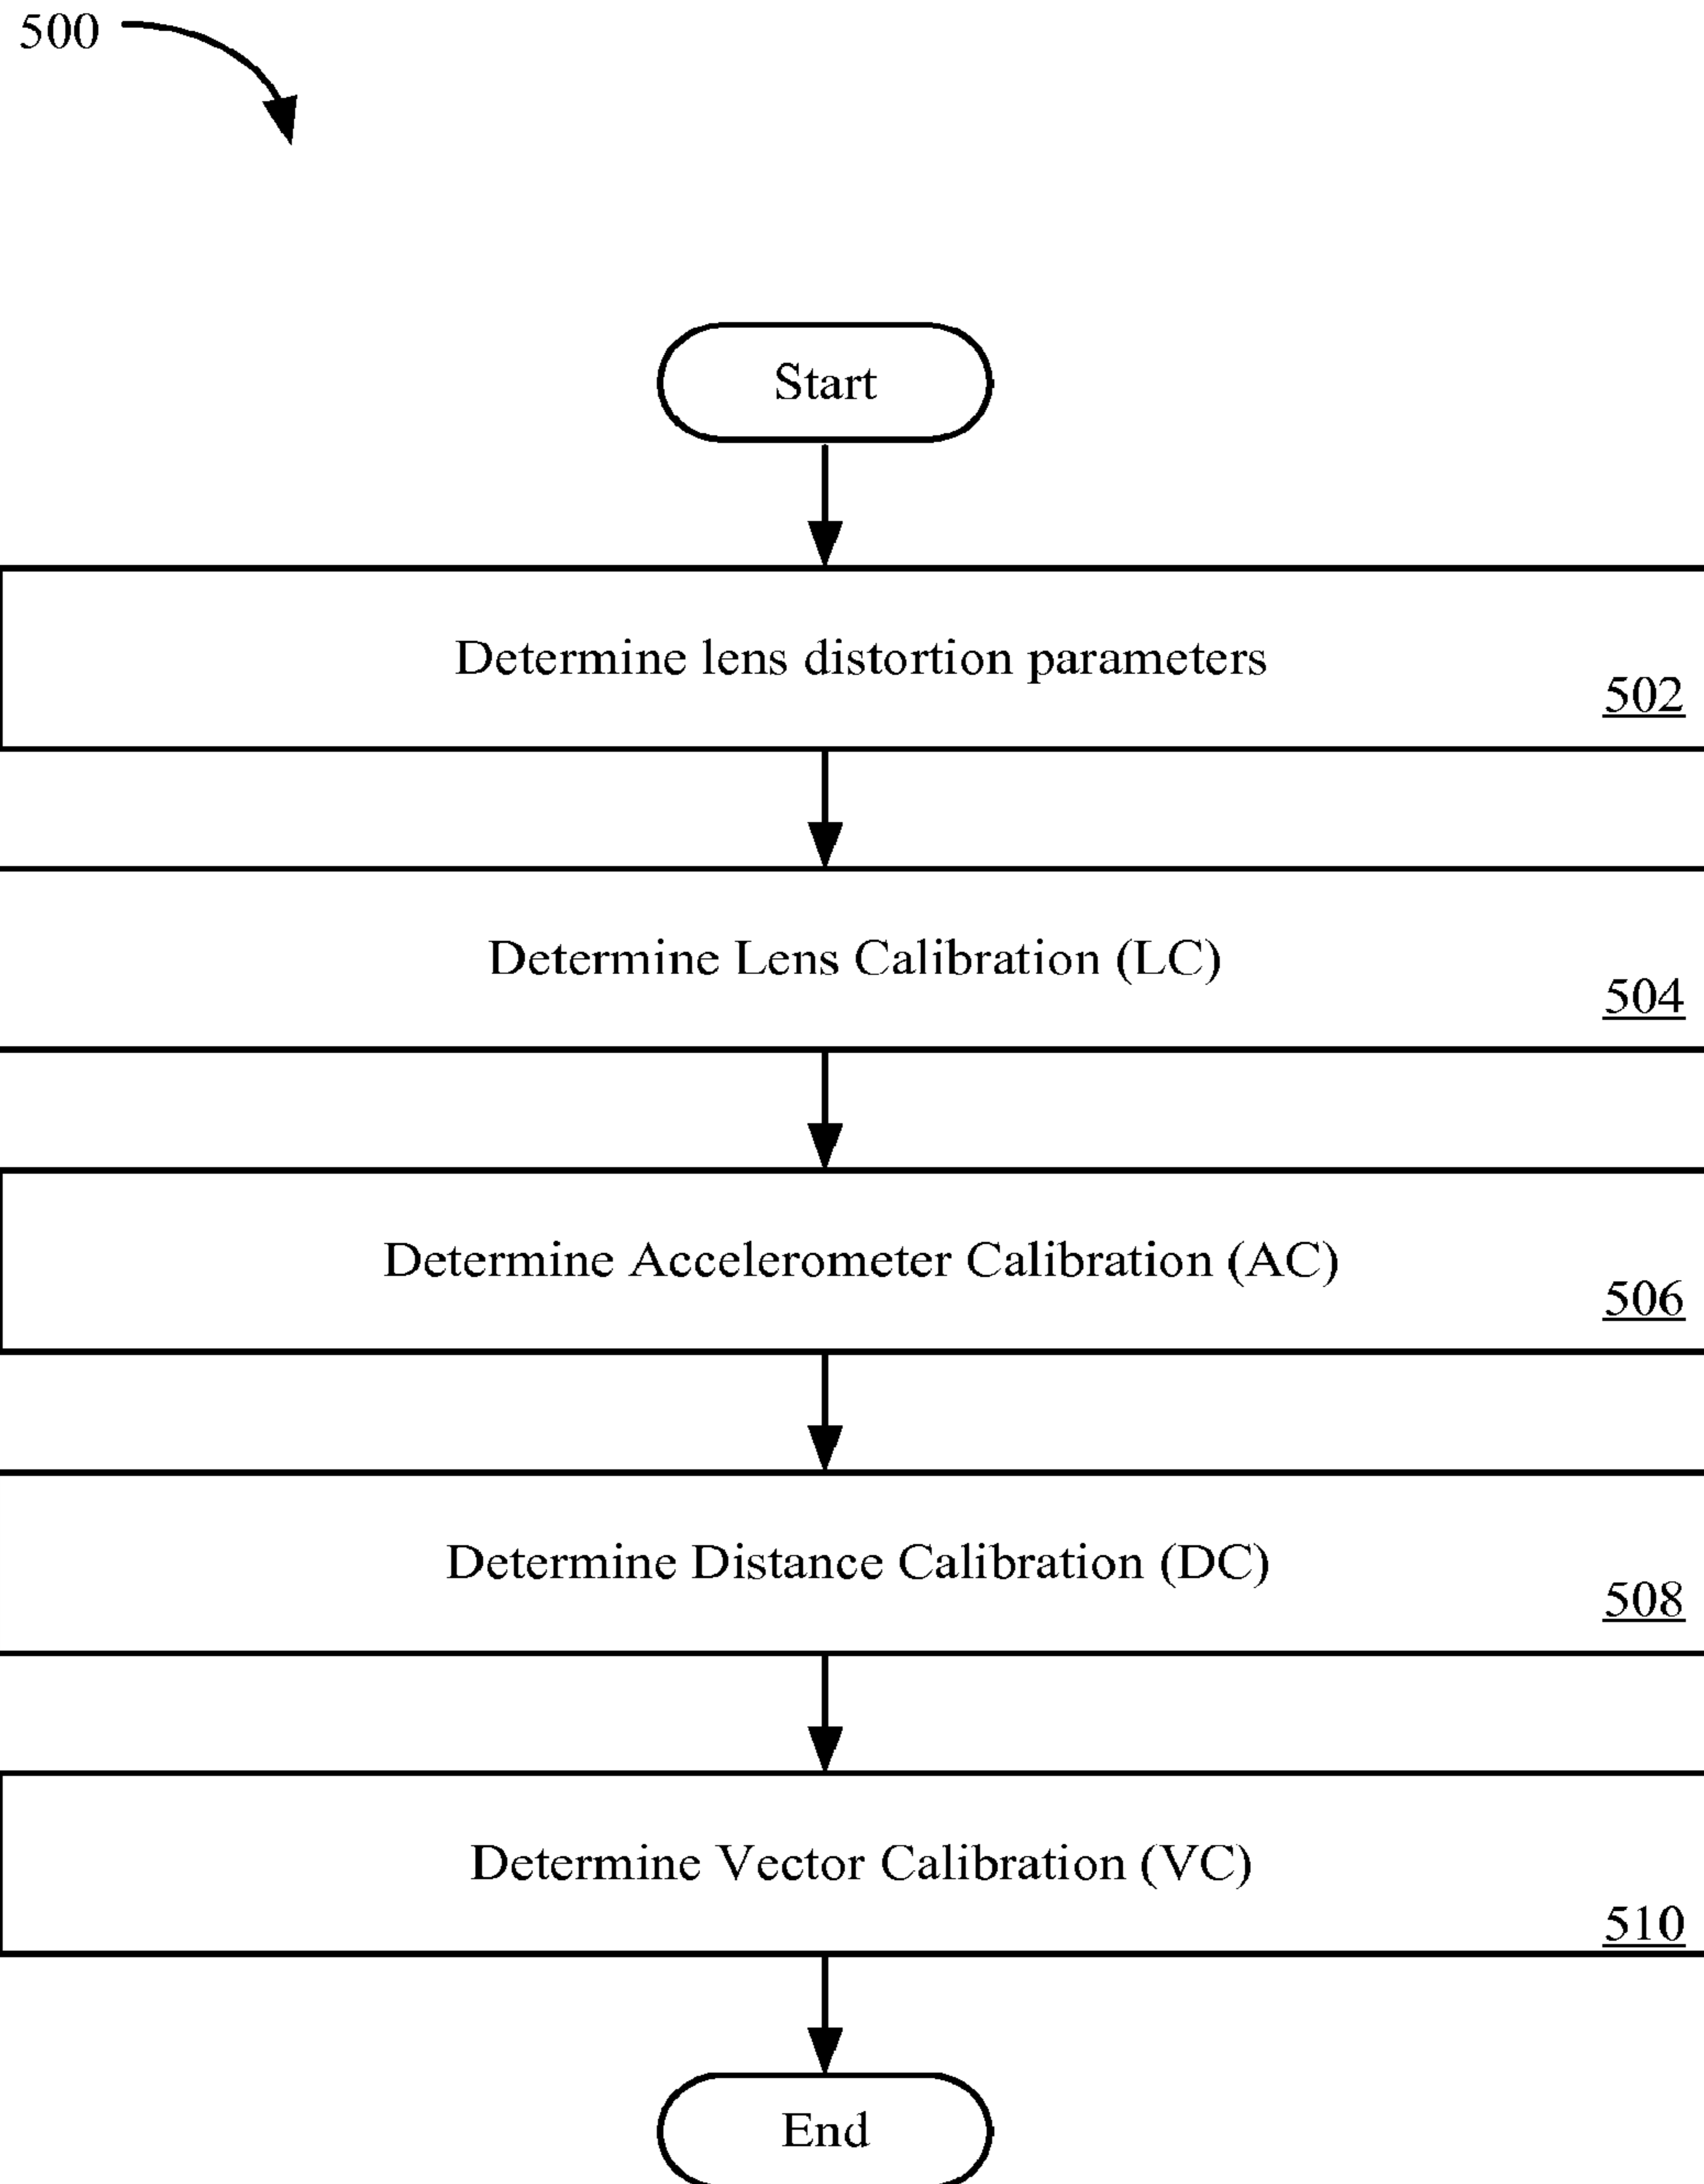 500
Start
Determine lens distortion parameters
502
Determine Lens Calibration (LC)
504
Determine Accelerometer Calibration (AC)
506
Determine Distance Calibration (DC)
508
Determine Vector Calibration (VC)
510
End